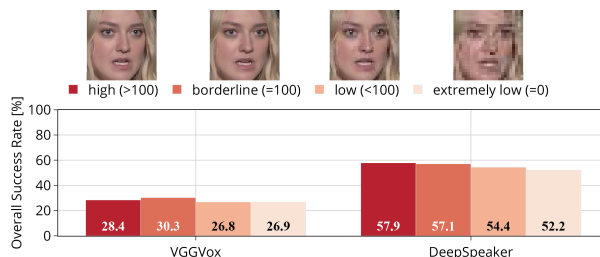 high (>100) borderline (=100) low (<100) extremely low (=0)
Overall Success Rate [%]
100
80
60
40
20
0
28.4 30.3 26.8 26.9 57.9 57.1 54.4 52.2
VGGVox DeepSpeaker